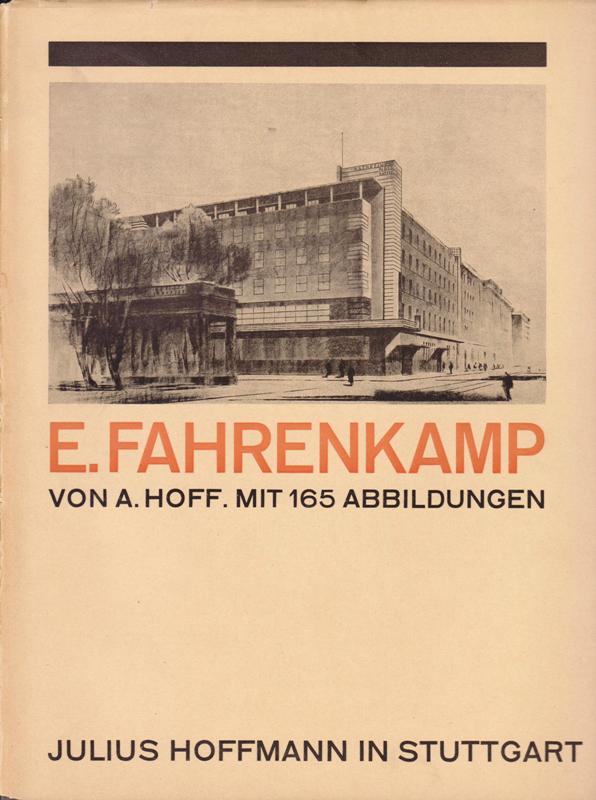 E. FAHRENKAMP
VON A. HOFF. MIT 165 ABBILDUNGEN
JULIUS HOFFMANN IN STUTTGART